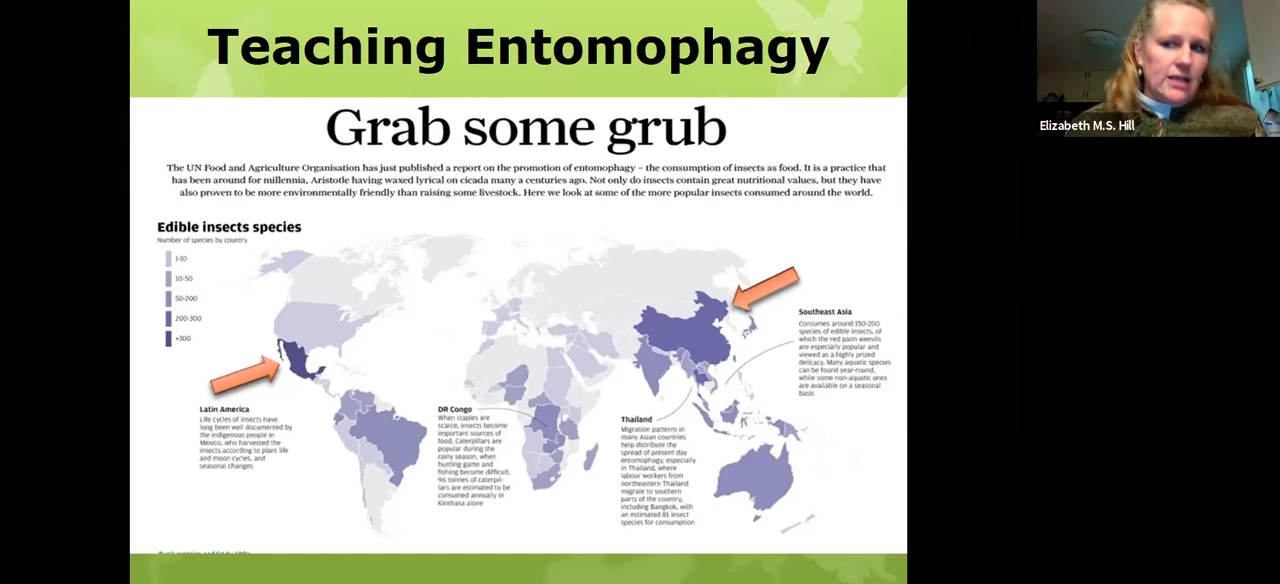 Teaching Entomophagy
Elizabeth M.S. Hill
Grab some grub
The UN Food and Agriculture Organisation has just published a report on the promotion of entomophagy – the consumption of insects as food. It is a practice that
has been around for millennia, Aristotle having waxed lyrical on cicada many a centuries ago. Not only do insects contain great nutritional values, but they have
also proven to be more environmentally friendly than raising some livestock. Here we look at some of the more popular insects consumed around the world.
Edible insects species
Number of species by country
1-10
10-50
50-200
200-300
+300
Southeast Asia
Consumes around 150-200
species of edible insects, of
which the red palm weevils
are especially popular and
viewed as a highly prized
delicacy. Many aquatic species
can be found year-round,
while some non-aquatic ones
are available on a seasonal
basis
Latin America
Life cycles of insects have
long been well documented by
the indigenous people in
Mexico, who harvested the
insects according to plant life
and moon cycles, and
seasonal changes
DR Congo
When staples are
scarce, insects become
important sources of
food. Caterpillars are
popular during the
rainy season, when
hunting game and
fishing become difficult.
96 tonnes of caterpil-
lars are estimated to be
consumed annually in
Kinshasa alone
Thailand
Migration patterns in
many Asian countries
help distribute the
spread of present day
entomophagy, especially
in Thailand, where
labour workers from
northeastern Thailand
migrate to southern
parts of the country,
including Bangkok, with
an estimated 81 insect
species for consumption